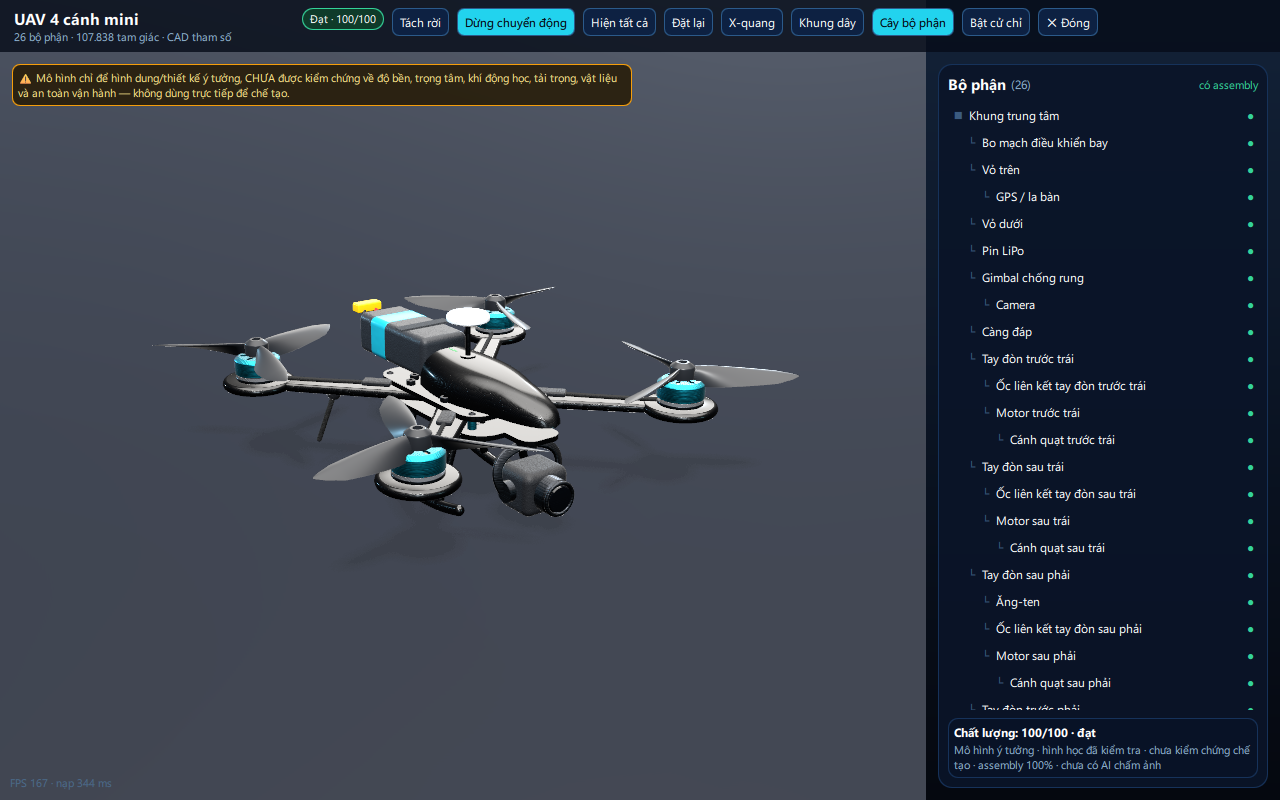 UAV 4 cánh mini
26 bộ phận · 107.838 tam giác · CAD tham số
Đạt · 100/100
Tách rời
Dừng chuyển động
Hiện tất cả
Đặt lại
X-quang
Khung dây
Cây bộ phận
Bật cử chỉ
✕ Đóng
⚠ Mô hình chỉ để hình dung/thiết kế ý tưởng, CHƯA được kiểm chứng về độ bền, trọng tâm, khí động học, tải trọng, vật liệu
và an toàn vận hành — không dùng trực tiếp để chế tạo.
Bộ phận (26)
có assembly
Khung trung tâm
Bo mạch điều khiển bay
Vỏ trên
GPS / la bàn
Vỏ dưới
Pin LiPo
Gimbal chống rung
Camera
Càng đáp
Tay đòn trước trái
Ốc liên kết tay đòn trước trái
Motor trước trái
Cánh quạt trước trái
Tay đòn sau trái
Ốc liên kết tay đòn sau trái
Motor sau trái
Cánh quạt sau trái
Tay đòn sau phải
Ăng-ten
Ốc liên kết tay đòn sau phải
Motor sau phải
Cánh quạt sau phải
Tay đòn trước phải
Chất lượng: 100/100 · đạt
Mô hình ý tưởng · hình học đã kiểm tra · chưa kiểm chứng chế
tạo · assembly 100% · chưa có AI chấm ảnh
FPS 167 · nạp 344 ms